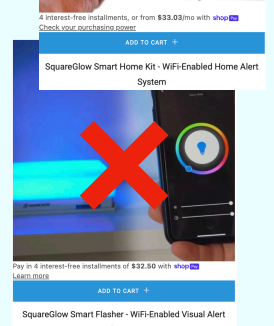 4 interest-free installments, or from $33.03/mo with shop Pay
Check your purchasing power
ADD TO CART +
SquareGlow Smart Home Kit - WiFi-Enabled Home Alert
System
Pay in 4 interest-free installments of $32.50 with shop Pay
Learn more
ADD TO CART +
SquareGlow Smart Flasher - WiFi-Enabled Visual Alert